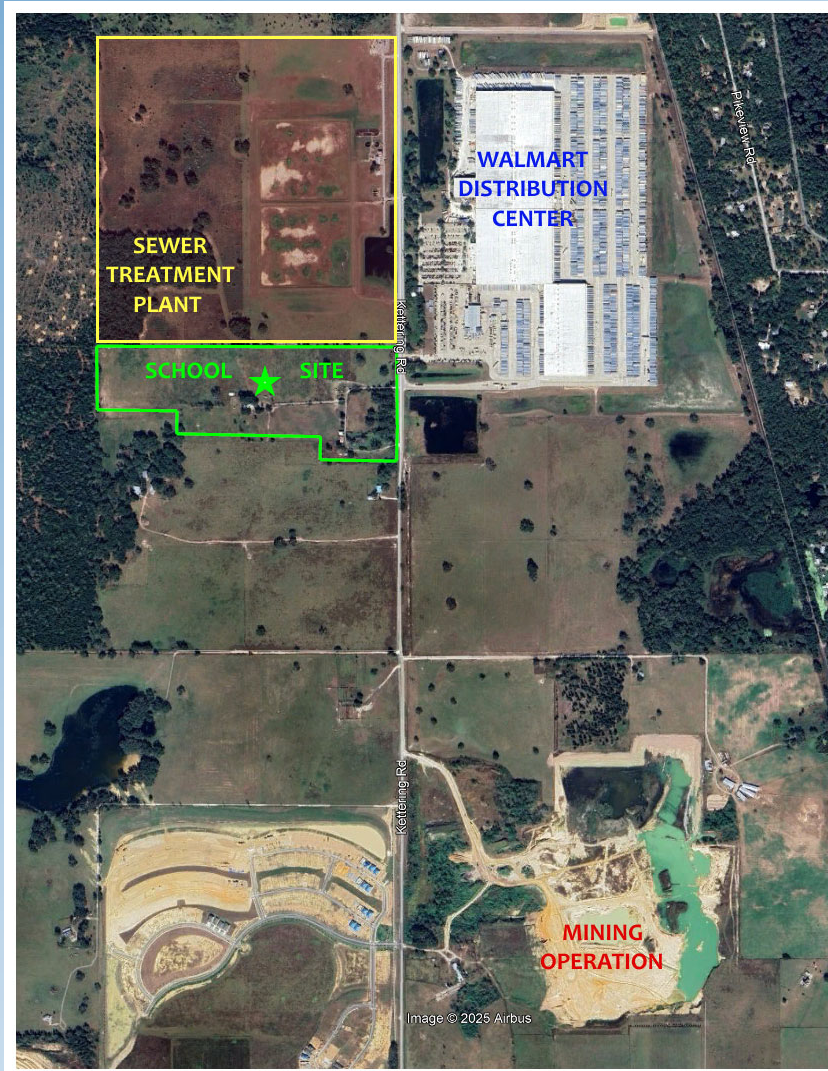 Pikeview Rd
WALMART
DISTRIBUTION
CENTER
SEWER
TREATMENT
PLANT
Kettering Rd
SCHOOL SITE
Kettering Rd
MINING
OPERATION
Image © 2025 Airbus